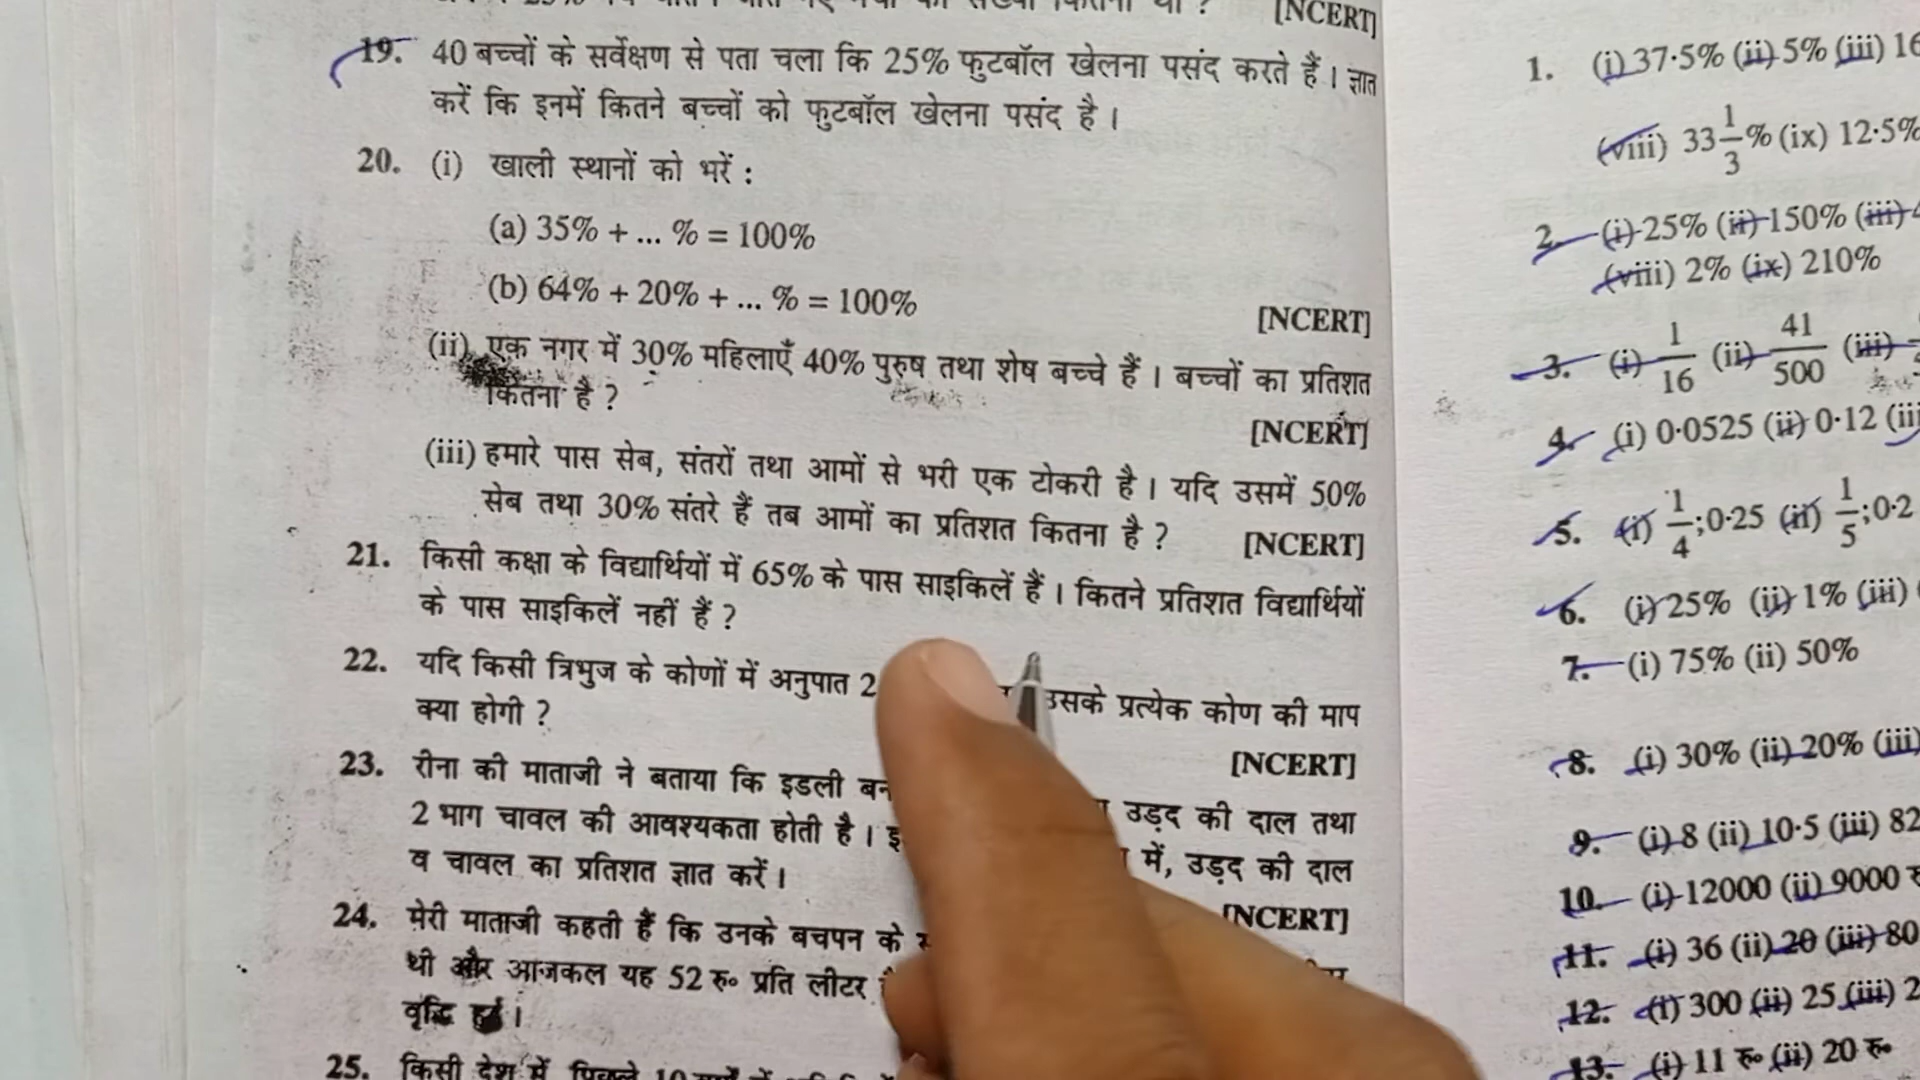 [NCERT]
19. 40 बच्चों के सर्वेक्षण से पता चला कि 25% फुटबॉल खेलना पसंद करते हैं । ज्ञात
करें कि इनमें कितने बच्चों को फुटबॉल खेलना पसंद है ।
20. (i) खाली स्थानों को भरें :
(a) 35% + ... % = 100%
(b) 64% + 20% + ... % = 100%
[NCERT]
(ii) एक नगर में 30% महिलाएँ 40% पुरुष तथा शेष बच्चे हैं । बच्चों का प्रतिशत
कितना है ?
[NCERT]
(iii) हमारे पास सेब, संतरों तथा आमों से भरी एक टोकरी है । यदि उसमें 50%
सेब तथा 30% संतरे हैं तब आमों का प्रतिशत कितना है ? [NCERT]
21. किसी कक्षा के विद्यार्थियों में 65% के पास साइकिलें हैं । कितने प्रतिशत विद्यार्थियों
के पास साइकिलें नहीं हैं ?
22. यदि किसी त्रिभुज के कोणों में अनुपात 2 उसके प्रत्येक कोण की माप
क्या होगी ?
[NCERT]
23. रीना की माताजी ने बताया कि इडली उड़द की दाल तथा
2 भाग चावल की आवश्यकता होती है । में, उड़द की दाल
व चावल का प्रतिशत ज्ञात करें ।
[NCERT]
24. मेरी माताजी कहती हैं कि उनके बचपन के
थी और आजकल यह 52 रु० प्रति लीटर
वृद्धि हुई ।
25. किसी देश में पिछले 10
1. (i) 37·5% (ii) 5% (iii)
(viii) 33 1/3% (ix) 12·5%
2. (i) 25% (ii) 150% (iii)
(viii) 2% (ix) 210%
3. (i) 1/16 (ii) 41/500 (iii)
4. (i) 0·0525 (ii) 0·12
5. (i) 1/4;0·25 (ii) 1/5;0·2
6. (i) 25% (ii) 1% (iii)
7. (i) 75% (ii) 50%
8. (i) 30% (ii) 20% (iii)
9. (i) 8 (ii) 10·5 (iii) 82
10. (i) 12000 (ii) 9000
11. (i) 36 (ii) 20 (iii) 80
12. (i) 300 (ii) 25 (iii) 2
13. (i) 11 रु० (ii) 20 रु०